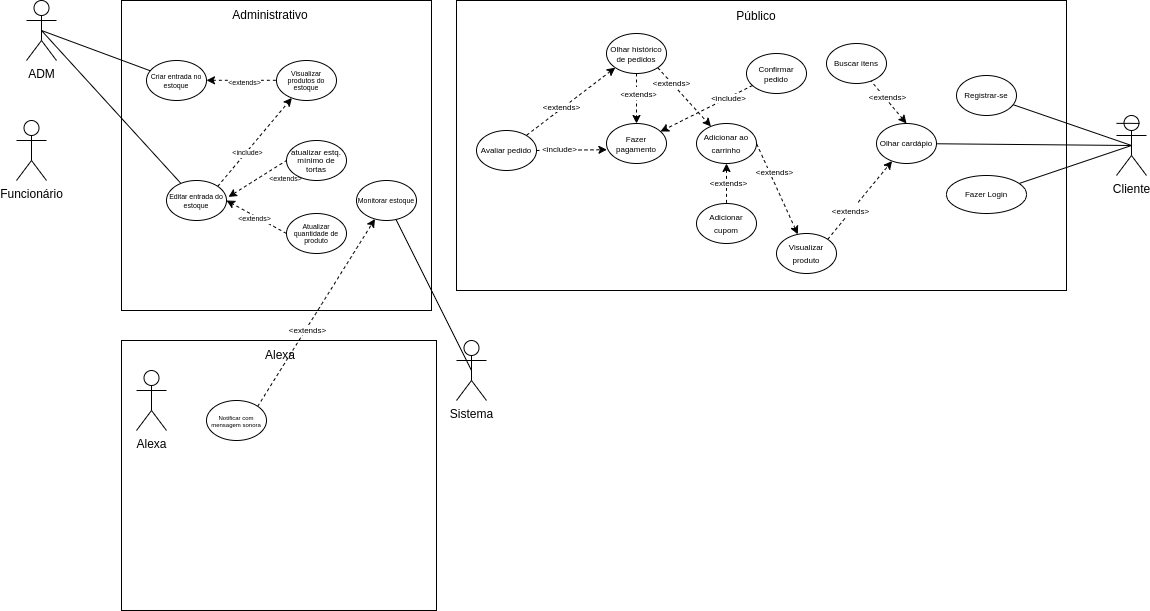 ADM
Funcionário
Administrativo
Criar entrada no
estoque
<extends>
Visualizar
produtos do
estoque
<include>
atualizar estq.
mínimo de
tortas
<extends>
Editar entrada do
estoque
<extends>
Atualizar
quantidade de
produto
Monitorar estoque
<extends>
Alexa
Alexa
Notificar com
mensagem sonora
Sistema
Público
Olhar histórico
de pedidos
<extends>
<extends>
<extends>
Confirmar
pedido
<include>
Avaliar pedido
<include>
Fazer
pagamento
Adicionar ao
carrinho
<extends>
<extends>
Adicionar
cupom
Visualizar
produto
<extends>
Buscar itens
<extends>
Olhar cardápio
Registrar-se
Fazer Login
Cliente